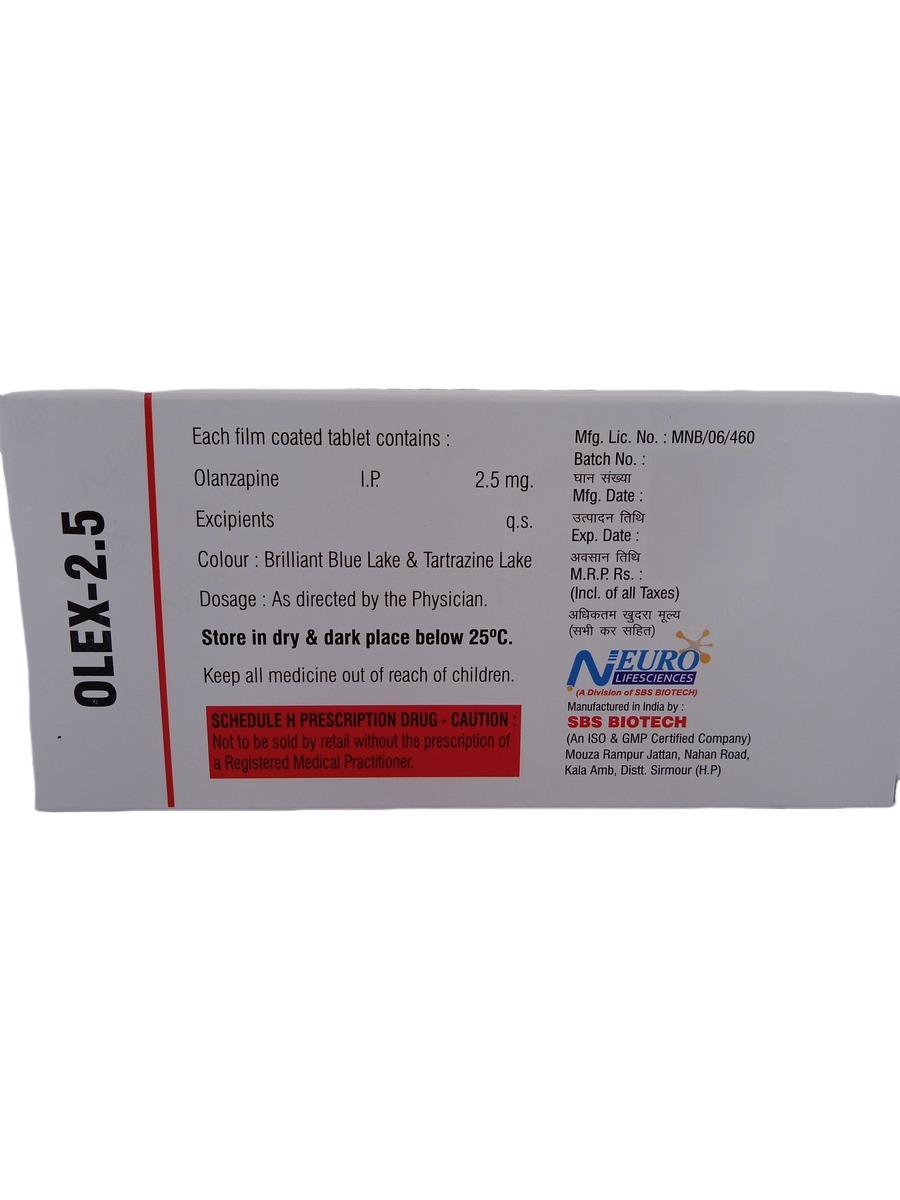 OLEX-2.5
Each film coated tablet contains :
Olanzapine I.P. 2.5 mg.
Excipients q.s.
Colour : Brilliant Blue Lake & Tartrazine Lake
Dosage : As directed by the Physician.
Store in dry & dark place below 25ºC.
Keep all medicine out of reach of children.
SCHEDULE H PRESCRIPTION DRUG - CAUTION :
Not to be sold by retail without the prescription of
a Registered Medical Practitioner.
Mfg. Lic. No. : MNB/06/460
Batch No. :
घान संख्या
Mfg. Date :
उत्पादन तिथि
Exp. Date :
अवसान तिथि
M.R.P. Rs. :
(Incl. of all Taxes)
अधिकतम खुदरा मूल्य
(सभी कर सहित)
NEURO
LIFESCIENCES
(A Division of SBS BIOTECH)
Manufactured in India by :
SBS BIOTECH
(An ISO & GMP Certified Company)
Mouza Rampur Jattan, Nahan Road,
Kala Amb, Distt. Sirmour (H.P)